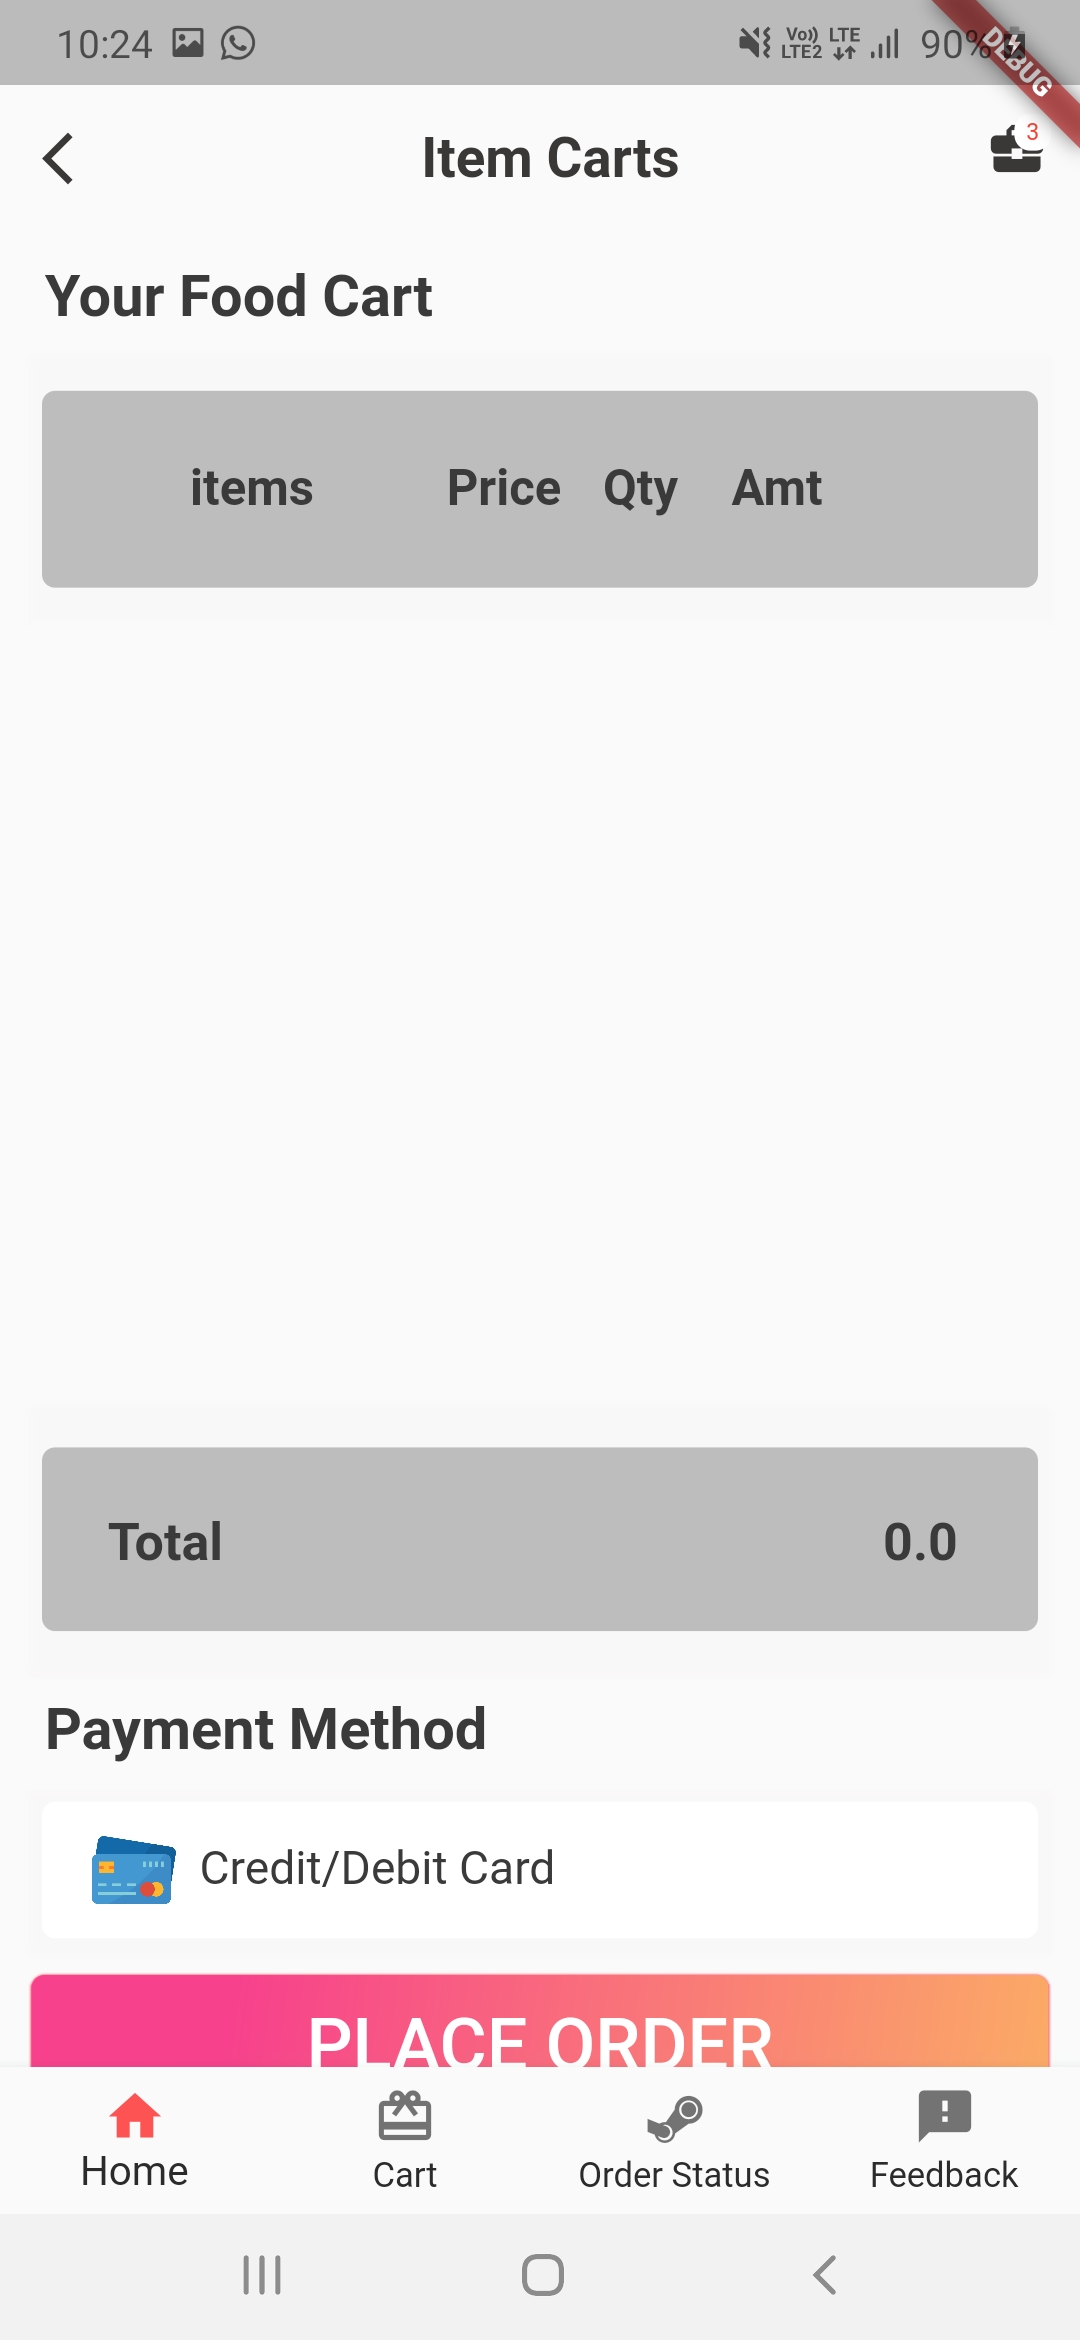 10:24 Vo)) LTE2 LTE 90%
DEBUG
Item Carts
3
Your Food Cart
items Price Qty Amt
Total 0.0
Payment Method
Credit/Debit Card
PLACE ORDER
Home Cart Order Status Feedback